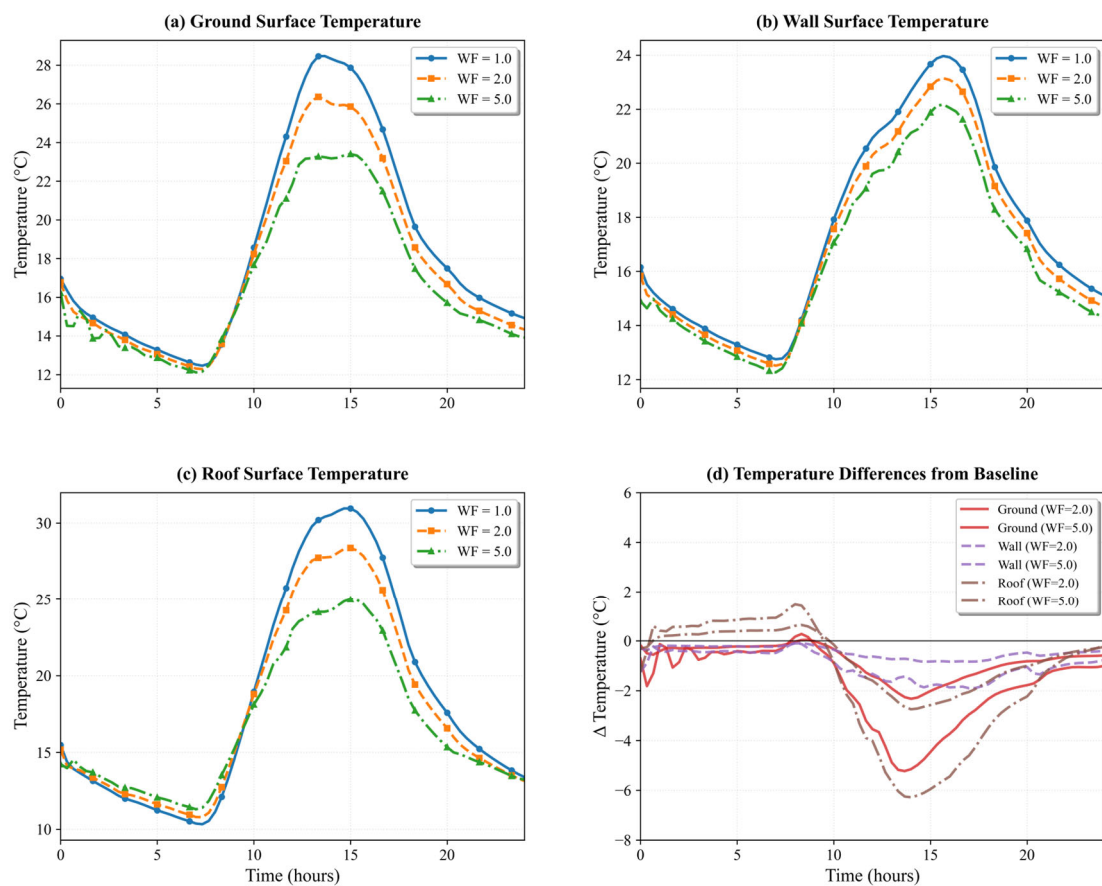 (a) Ground Surface Temperature
Temperature (°C)
28
26
24
22
20
18
16
14
12
0 5 10 15 20
WF = 1.0
WF = 2.0
WF = 5.0
(b) Wall Surface Temperature
Temperature (°C)
24
22
20
18
16
14
12
0 5 10 15 20
WF = 1.0
WF = 2.0
WF = 5.0
(c) Roof Surface Temperature
Temperature (°C)
30
25
20
15
10
0 5 10 15 20
Time (hours)
WF = 1.0
WF = 2.0
WF = 5.0
(d) Temperature Differences from Baseline
Δ Temperature (°C)
6
4
2
0
−2
−4
−6
−8
0 5 10 15 20
Time (hours)
Ground (WF=2.0)
Ground (WF=5.0)
Wall (WF=2.0)
Wall (WF=5.0)
Roof (WF=2.0)
Roof (WF=5.0)